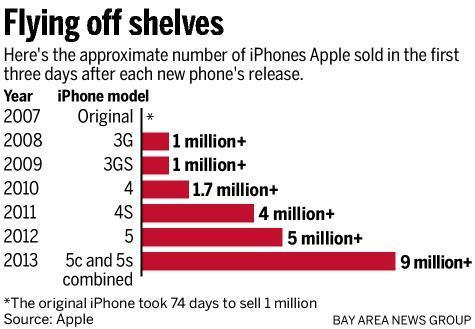 Flying off shelves
Here's the approximate number of iPhones Apple sold in the first
three days after each new phone's release.
Year iPhone model
2007 Original *
2008 3G 1 million+
2009 3GS 1 million+
2010 4 1.7 million+
2011 4S 4 million+
2012 5 5 million+
2013 5c and 5s 9 million+
combined
*The original iPhone took 74 days to sell 1 million
Source: Apple BAY AREA NEWS GROUP